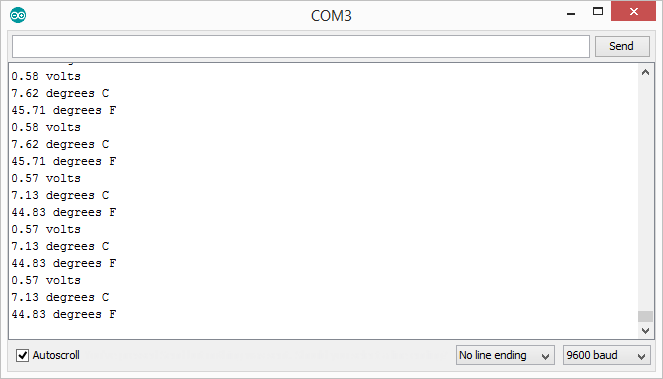 COM3
Send
0.58 volts
7.62 degrees C
45.71 degrees F
0.58 volts
7.62 degrees C
45.71 degrees F
0.57 volts
7.13 degrees C
44.83 degrees F
0.57 volts
7.13 degrees C
44.83 degrees F
0.57 volts
7.13 degrees C
44.83 degrees F
Autoscroll
No line ending
9600 baud